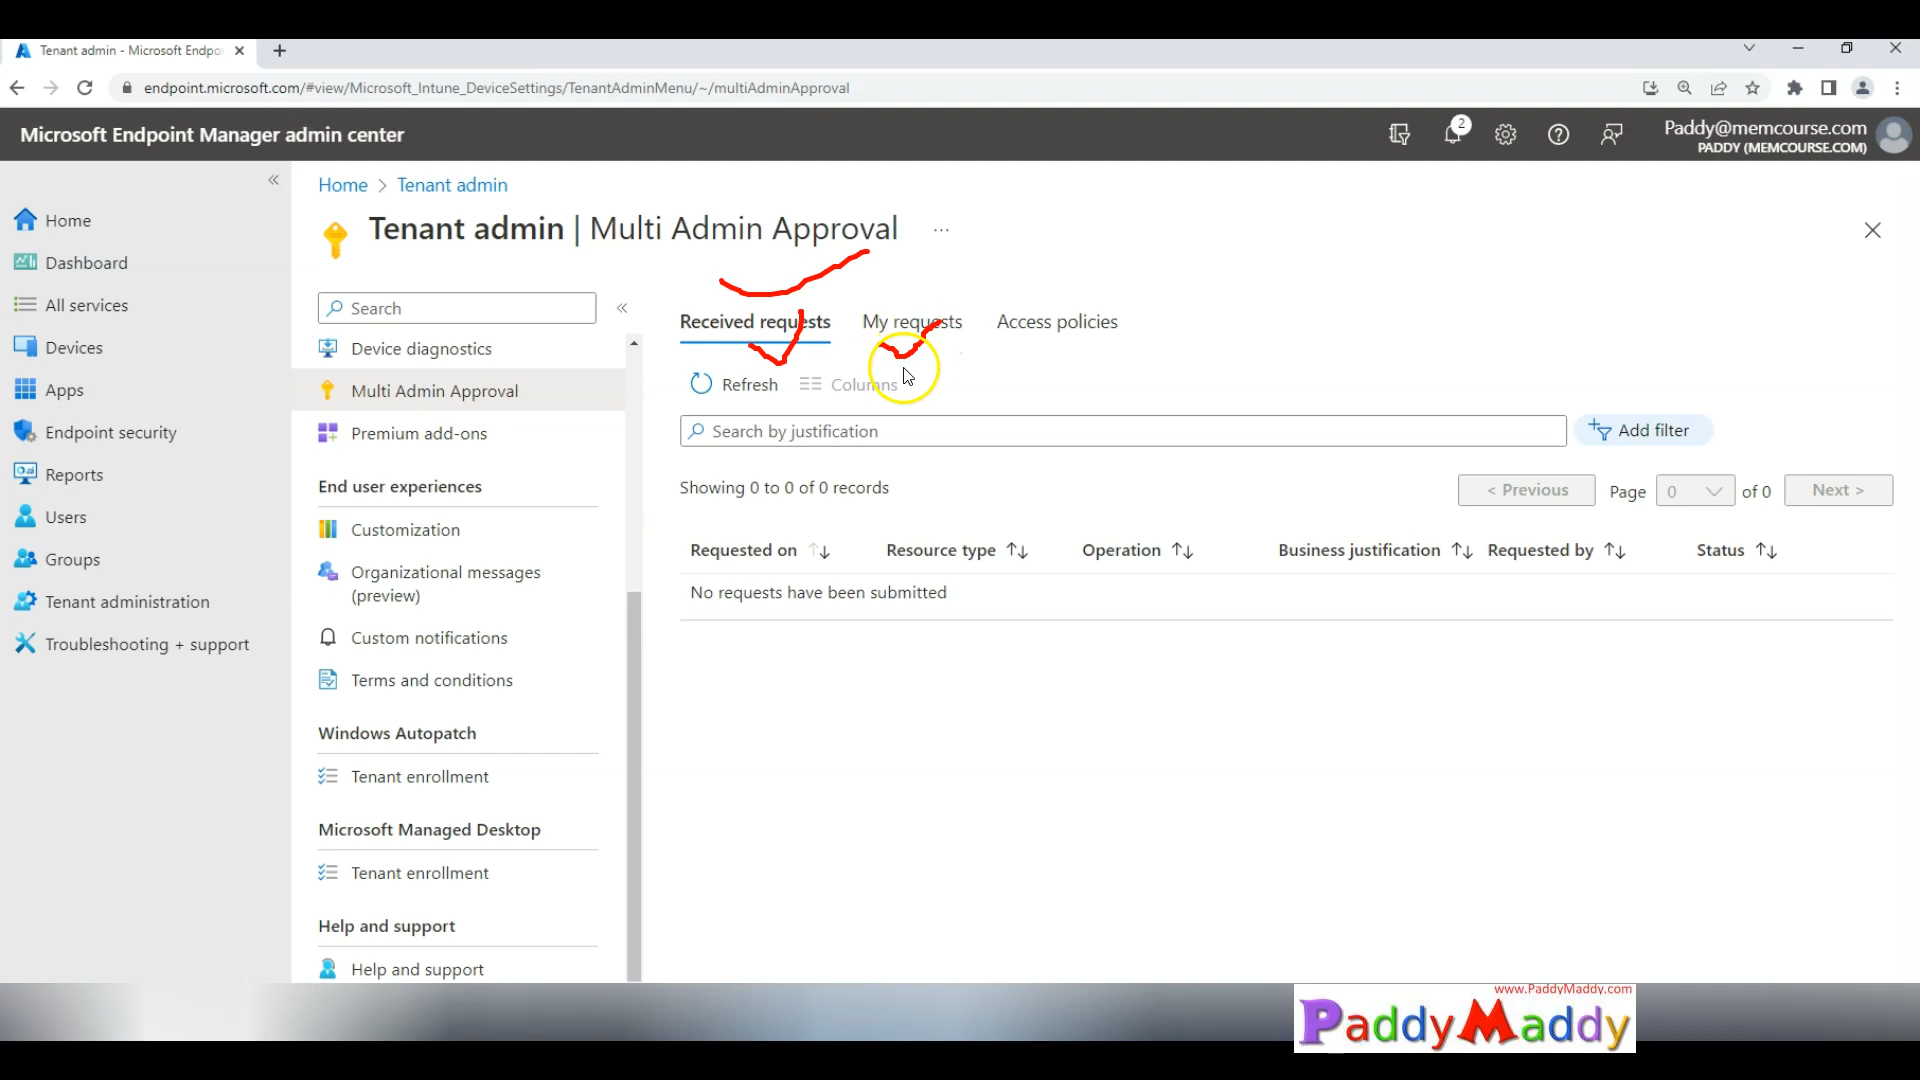 Tenant admin - Microsoft Endpo
endpoint.microsoft.com/#view/Microsoft_Intune_DeviceSettings/TenantAdminMenu/~/multiAdminApproval
Microsoft Endpoint Manager admin center
2
Paddy@memcourse.com
PADDY (MEMCOURSE.COM)
Home
Dashboard
All services
Devices
Apps
Endpoint security
Reports
Users
Groups
Tenant administration
Troubleshooting + support
Home > Tenant admin
Tenant admin | Multi Admin Approval ...
Search
Device diagnostics
Multi Admin Approval
Premium add-ons
End user experiences
Customization
Organizational messages
(preview)
Custom notifications
Terms and conditions
Windows Autopatch
Tenant enrollment
Microsoft Managed Desktop
Tenant enrollment
Help and support
Help and support
Received requests My requests Access policies
Refresh Columns
Search by justification
Add filter
Showing 0 to 0 of 0 records
< Previous Page 0 of 0 Next >
Requested on Resource type Operation Business justification Requested by Status
No requests have been submitted
www.PaddyMaddy.com
PaddyMaddy